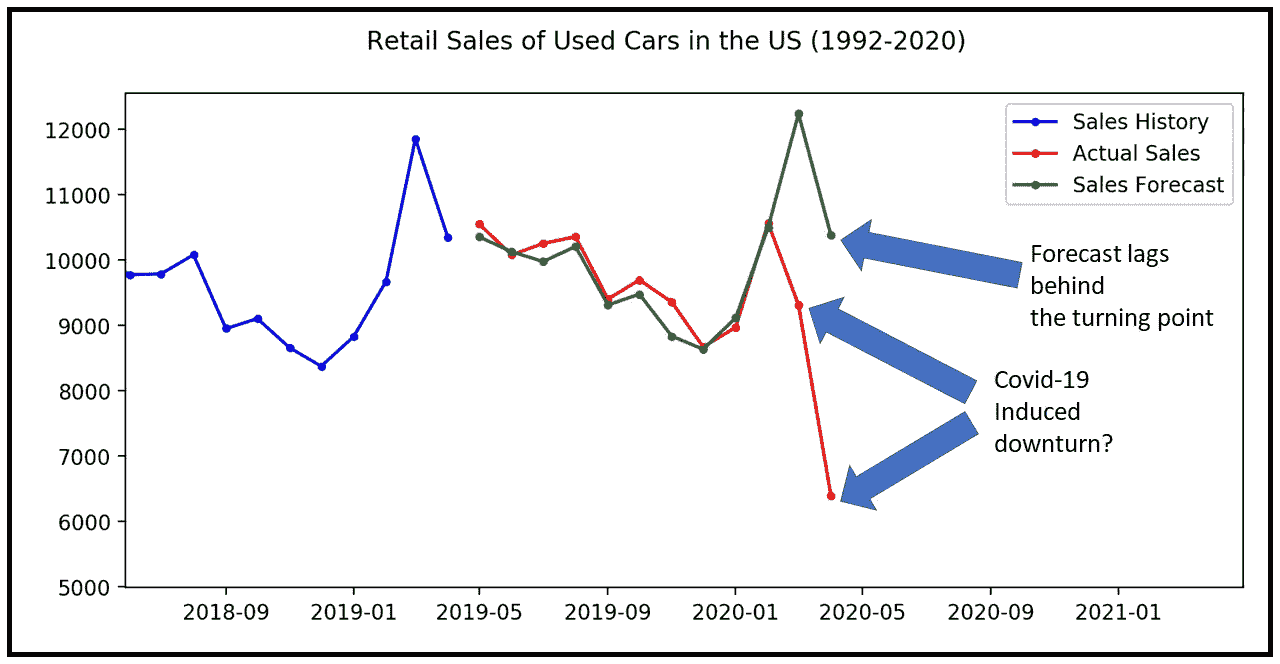 Retail Sales of Used Cars in the US (1992-2020)
12000
11000
10000
9000
8000
7000
6000
5000
2018-09
2019-01
2019-05
2019-09
2020-01
2020-05
2020-09
2021-01
Sales History
Actual Sales
Sales Forecast
Forecast lags
behind
the turning point
Covid-19
Induced
downturn?